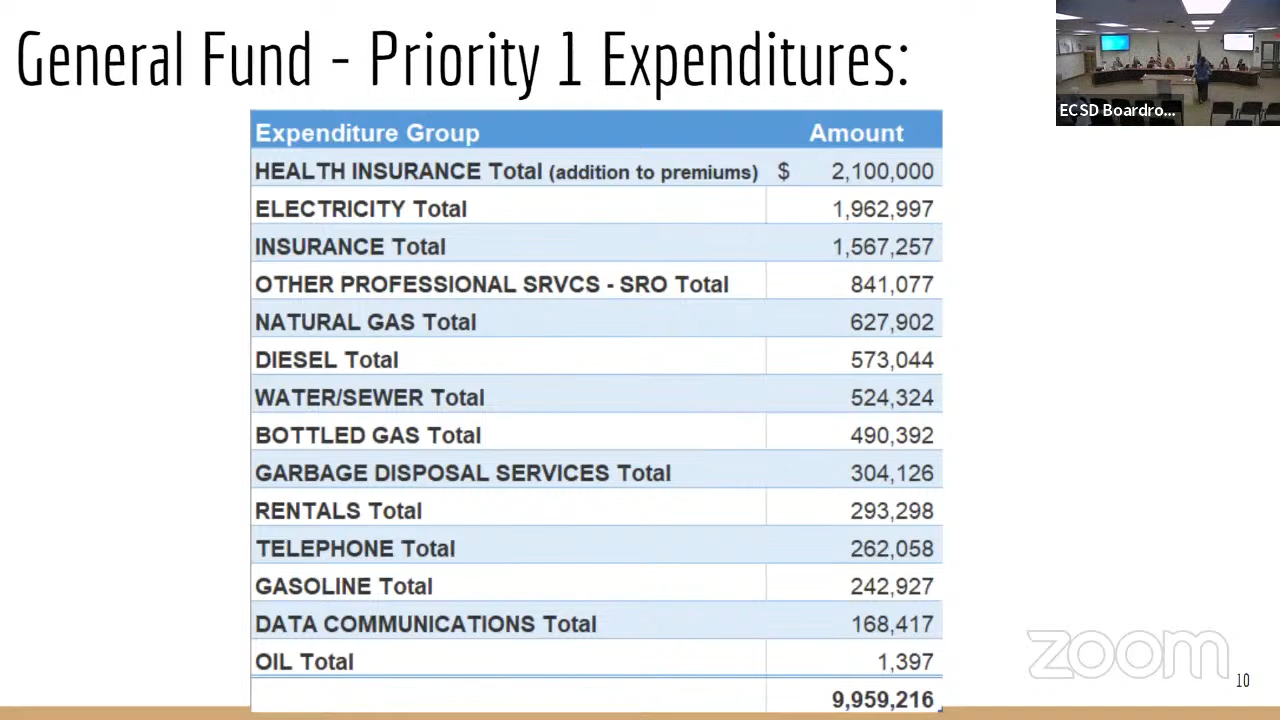 General Fund - Priority 1 Expenditures:
ECSD Boardro...
Expenditure Group Amount
HEALTH INSURANCE Total (addition to premiums) $ 2,100,000
ELECTRICITY Total 1,962,997
INSURANCE Total 1,567,257
OTHER PROFESSIONAL SRVCS - SRO Total 841,077
NATURAL GAS Total 627,902
DIESEL Total 573,044
WATER/SEWER Total 524,324
BOTTLED GAS Total 490,392
GARBAGE DISPOSAL SERVICES Total 304,126
RENTALS Total 293,298
TELEPHONE Total 262,058
GASOLINE Total 242,927
DATA COMMUNICATIONS Total 168,417
OIL Total 1,397
9,959,216
zoom
10